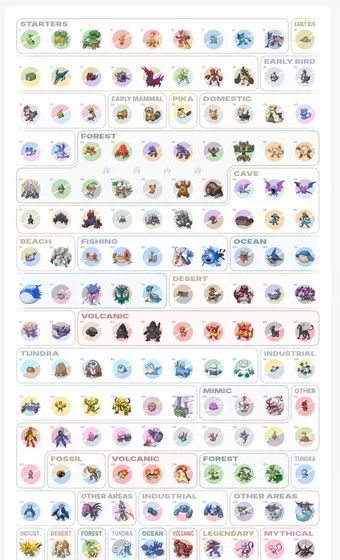 STARTERS
EARLY BUG
EARLY BIRD
EARLY MAMMAL
PIKA
DOMESTIC
FOREST
CAVE
BEACH
FISHING
OCEAN
DESERT
VOLCANIC
TUNDRA
INDUSTRIAL
MIMIC
OTHER
FOSSIL
VOLCANIC
FOREST
TUNDRA
OTHER AREAS
INDUSTRIAL
OTHER AREAS
INDUST.
DESERT
FOREST
TUNDRA
OCEAN
VOLCANIC
LEGENDARY
MYTHICAL